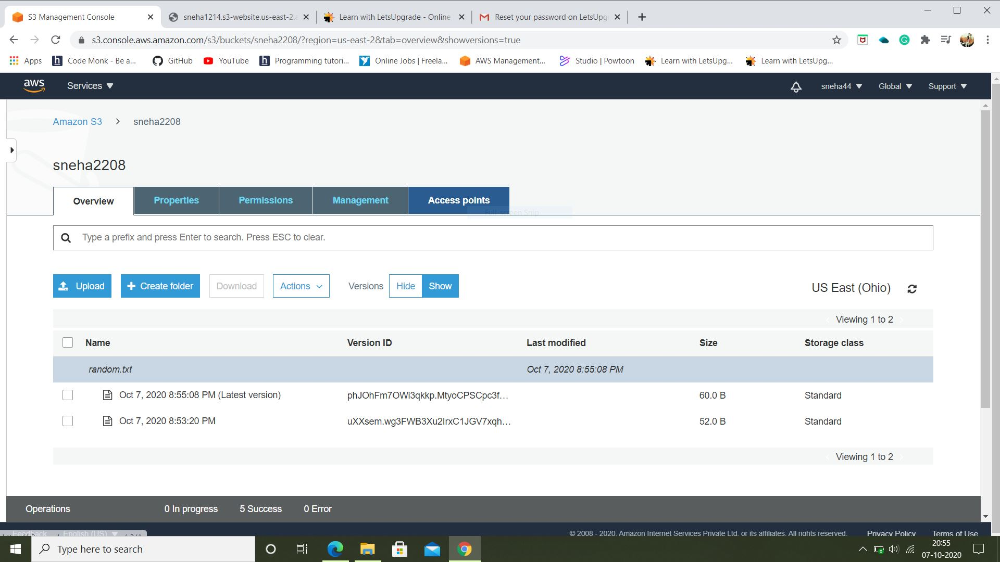 S3 Management Console
sneha1214.s3-website.us-east-2.a
Learn with LetsUpgrade - Online
Reset your password on LetsUpgr
s3.console.aws.amazon.com/s3/buckets/sneha2208/?region=us-east-2&tab=overview&showversions=true
Apps
Code Monk - Be a...
GitHub
YouTube
Programming tutori...
Online Jobs | Freela...
AWS Management...
Studio | Powtoon
Learn with LetsUpg...
Learn with LetsUpg...
aws
Services
sneha44
Global
Support
Amazon S3
sneha2208
sneha2208
Overview
Properties
Permissions
Management
Access points
Full-screen Snip
Type a prefix and press Enter to search. Press ESC to clear.
Upload
Create folder
Download
Actions
Versions
Hide
Show
US East (Ohio)
Viewing 1 to 2
Name
Version ID
Last modified
Size
Storage class
random.txt
Oct 7, 2020 8:55:08 PM
Oct 7, 2020 8:55:08 PM (Latest version)
phJOhFm7OWi3qkkp.MtyoCPSCpc3f...
60.0 B
Standard
Oct 7, 2020 8:53:20 PM
uXXsem.wg3FWB3Xu2IrxC1JGV7xqh...
52.0 B
Standard
Viewing 1 to 2
Operations
0 In progress
5 Success
0 Error
Feedback
English (US)
© 2008 - 2020, Amazon Internet Services Private Ltd. or its affiliates. All rights reserved.
Privacy Policy
Terms of Use
Type here to search
20:55
07-10-2020